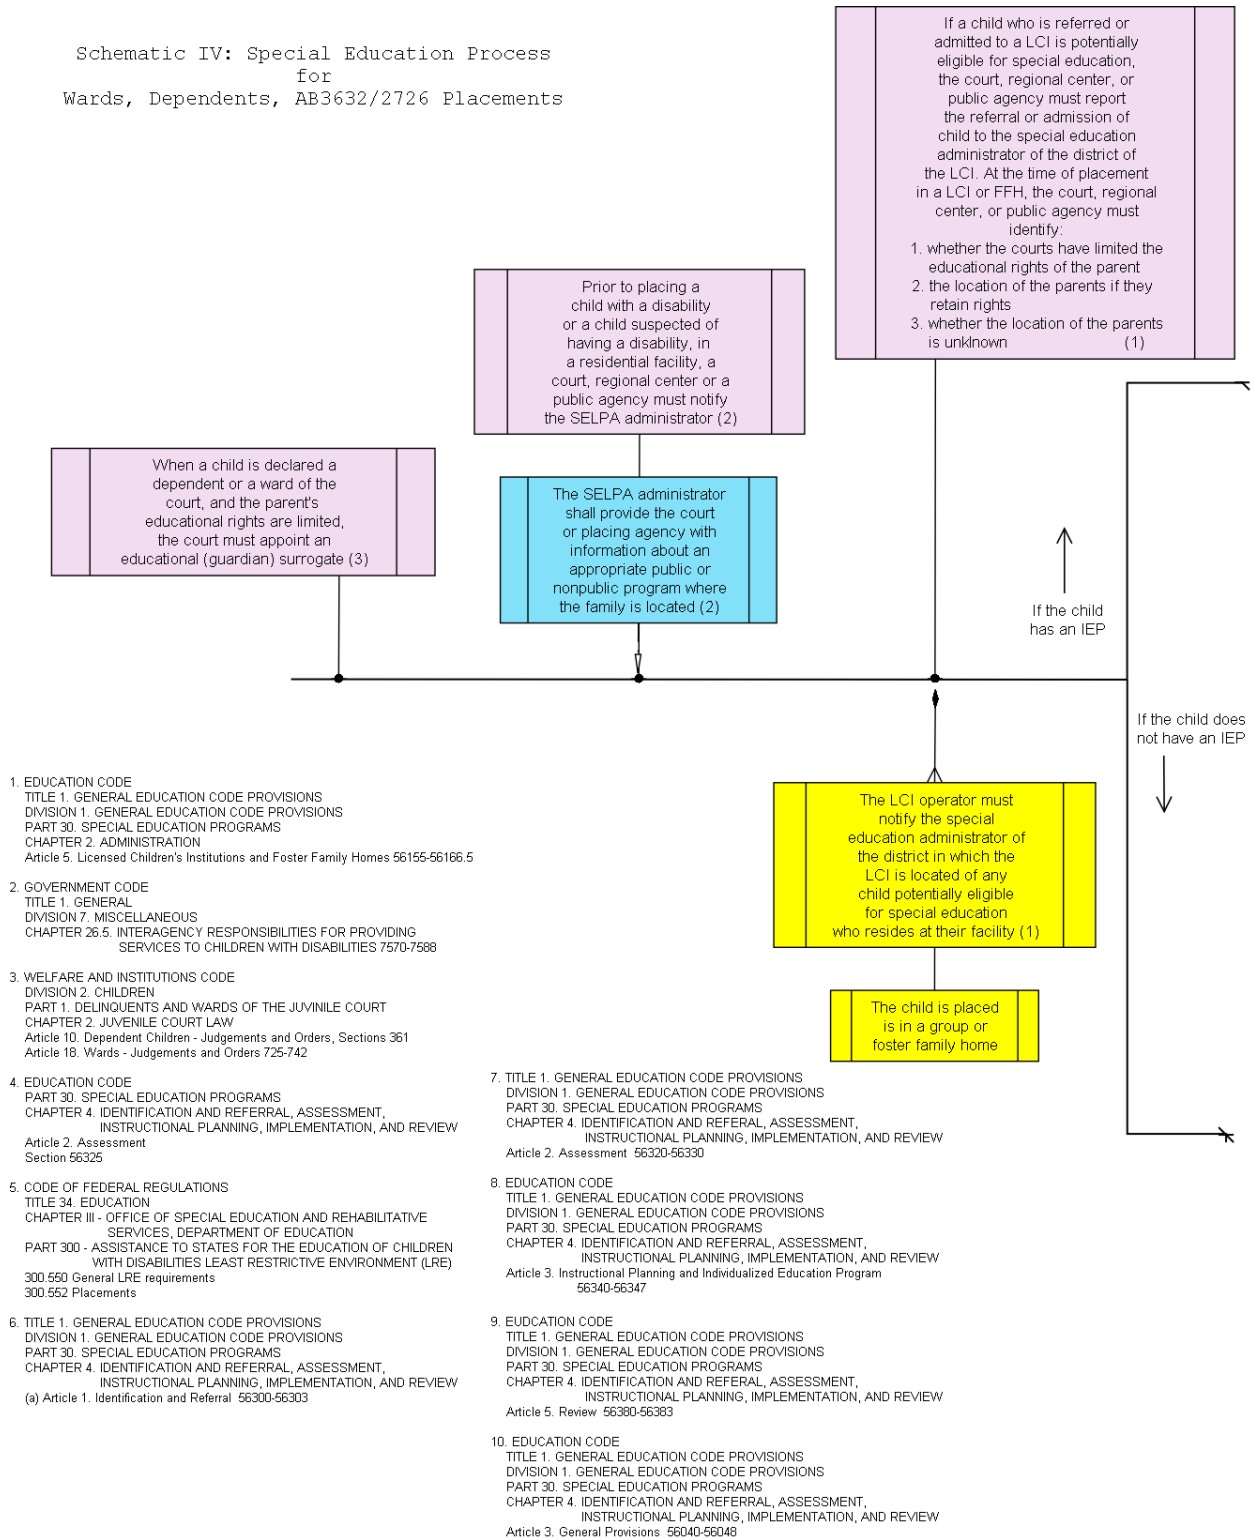 Schematic IV: Special Education Process
for
Wards, Dependents, AB3632/2726 Placements
If a child who is referred or
admitted to a LCI is potentially
eligible for special education,
the court, regional center, or
public agency must report
the referral or admission of
child to the special education
administrator of the district of
the LCI. At the time of placement
in a LCI or FFH, the court, regional
center, or public agency must
identify:
1. whether the courts have limited the
educational rights of the parent
2. the location of the parents if they
retain rights
3. whether the location of the parents
is unklnown (1)
Prior to placing a
child with a disability
or a child suspected of
having a disability, in
a residential facility, a
court, regional center or a
public agency must notify
the SELPA administrator (2)
When a child is declared a
dependent or a ward of the
court, and the parent's
educational rights are limited,
the court must appoint an
educational (guardian) surrogate (3)
The SELPA administrator
shall provide the court
or placing agency with
information about an
appropriate public or
nonpublic program where
the family is located (2)
If the child
has an IEP
If the child does
not have an IEP
The LCI operator must
notify the special
education administrator of
the district in which the
LCI is located of any
child potentially eligible
for special education
who resides at their facility (1)
The child is placed
is in a group or
foster family home
1. EDUCATION CODE
TITLE 1. GENERAL EDUCATION CODE PROVISIONS
DIVISION 1. GENERAL EDUCATION CODE PROVISIONS
PART 30. SPECIAL EDUCATION PROGRAMS
CHAPTER 2. ADMINISTRATION
Article 5. Licensed Children's Institutions and Foster Family Homes 56155-56166.5
2. GOVERNMENT CODE
TITLE 1. GENERAL
DIVISION 7. MISCELLANEOUS
CHAPTER 26.5. INTERAGENCY RESPONSIBILITIES FOR PROVIDING
SERVICES TO CHILDREN WITH DISABILITIES 7570-7588
3. WELFARE AND INSTITUTIONS CODE
DIVISION 2. CHILDREN
PART 1. DELINQUENTS AND WARDS OF THE JUVINILE COURT
CHAPTER 2. JUVENILE COURT LAW
Article 10. Dependent Children - Judgements and Orders, Sections 361
Article 18. Wards - Judgements and Orders 725-742
4. EDUCATION CODE
PART 30. SPECIAL EDUCATION PROGRAMS
CHAPTER 4. IDENTIFICATION AND REFERRAL, ASSESSMENT,
INSTRUCTIONAL PLANNING, IMPLEMENTATION, AND REVIEW
Article 2. Assessment
Section 56325
5. CODE OF FEDERAL REGULATIONS
TITLE 34. EDUCATION
CHAPTER III - OFFICE OF SPECIAL EDUCATION AND REHABILITATIVE
SERVICES, DEPARTMENT OF EDUCATION
PART 300 - ASSISTANCE TO STATES FOR THE EDUCATION OF CHILDREN
WITH DISABILITIES LEAST RESTRICTIVE ENVIRONMENT (LRE)
300.550 General LRE requirements
300.552 Placements
6. TITLE 1. GENERAL EDUCATION CODE PROVISIONS
DIVISION 1. GENERAL EDUCATION CODE PROVISIONS
PART 30. SPECIAL EDUCATION PROGRAMS
CHAPTER 4. IDENTIFICATION AND REFERRAL, ASSESSMENT,
INSTRUCTIONAL PLANNING, IMPLEMENTATION, AND REVIEW
(a) Article 1. Identification and Referral 56300-56303
7. TITLE 1. GENERAL EDUCATION CODE PROVISIONS
DIVISION 1. GENERAL EDUCATION CODE PROVISIONS
PART 30. SPECIAL EDUCATION PROGRAMS
CHAPTER 4. IDENTIFICATION AND REFERAL, ASSESSMENT,
INSTRUCTIONAL PLANNING, IMPLEMENTATION, AND REVIEW
Article 2. Assessment 56320-56330
8. EDUCATION CODE
TITLE 1. GENERAL EDUCATION CODE PROVISIONS
DIVISION 1. GENERAL EDUCATION CODE PROVISIONS
PART 30. SPECIAL EDUCATION PROGRAMS
CHAPTER 4. IDENTIFICATION AND REFERRAL, ASSESSMENT,
INSTRUCTIONAL PLANNING, IMPLEMENTATION, AND REVIEW
Article 3. Instructional Planning and Individualized Education Program
56340-56347
9. EUDCATION CODE
TITLE 1. GENERAL EDUCATION CODE PROVISIONS
DIVISION 1. GENERAL EDUCATION CODE PROVISIONS
PART 30. SPECIAL EDUCATION PROGRAMS
CHAPTER 4. IDENTIFICATION AND REFERAL, ASSESSMENT,
INSTRUCTIONAL PLANNING, IMPLEMENTATION, AND REVIEW
Article 5. Review 56380-56383
10. EDUCATION CODE
TITLE 1. GENERAL EDUCATION CODE PROVISIONS
DIVISION 1. GENERAL EDUCATION CODE PROVISIONS
PART 30. SPECIAL EDUCATION PROGRAMS
CHAPTER 4. IDENTIFICATION AND REFERRAL, ASSESSMENT,
INSTRUCTIONAL PLANNING, IMPLEMENTATION, AND REVIEW
Article 3. General Provisions 56040-56048